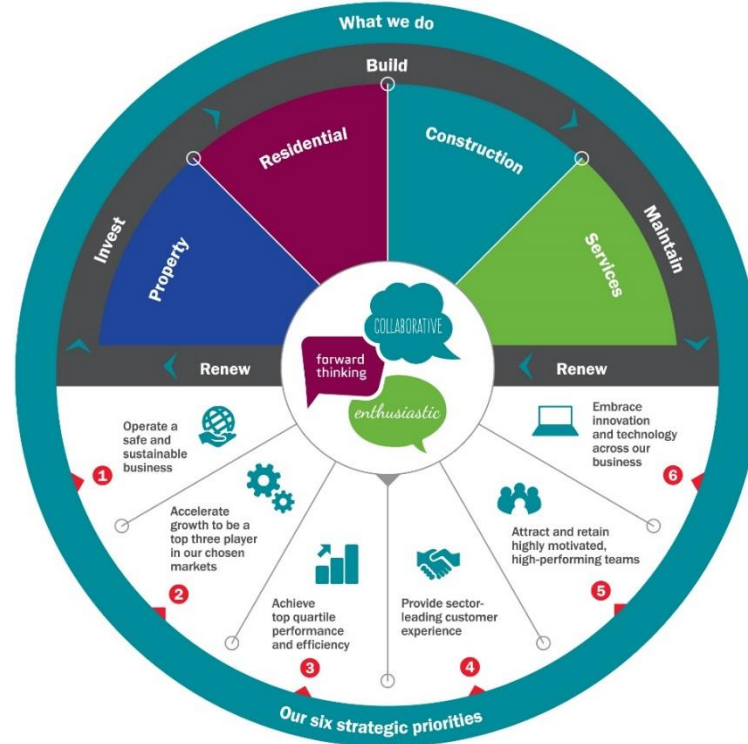 What we do
Build
Invest
Maintain
Property
Residential
Construction
Services
Renew
Renew
COLLABORATIVE
forward
thinking
enthusiastic
Operate a
safe and
sustainable
business
1
Accelerate
growth to be a
top three player
in our chosen
markets
2
Achieve
top quartile
performance
and efficiency
3
Provide sector-
leading customer
experience
4
Attract and retain
highly motivated,
high-performing teams
5
Embrace
innovation
and technology
across our
business
6
Our six strategic priorities